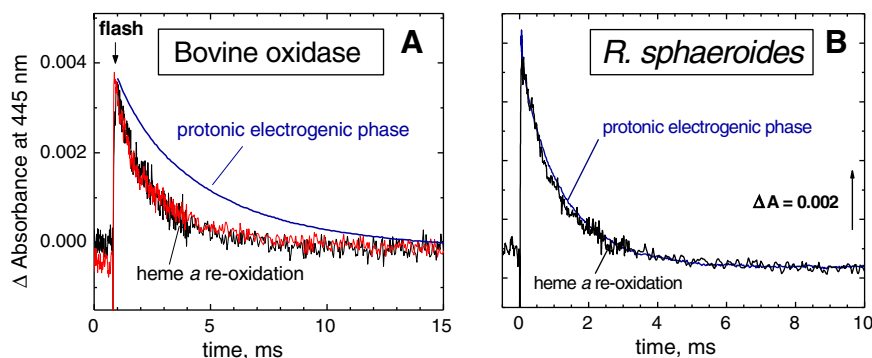 flash
Bovine oxidase
A
protonic electrogenic phase
heme a re-oxidation
Δ Absorbance at 445 nm
0.004
0.002
0.000
0 5 10 15
time, ms
R. sphaeroides
B
protonic electrogenic phase
ΔA = 0.002
heme a re-oxidation
0 2 4 6 8 10
time, ms